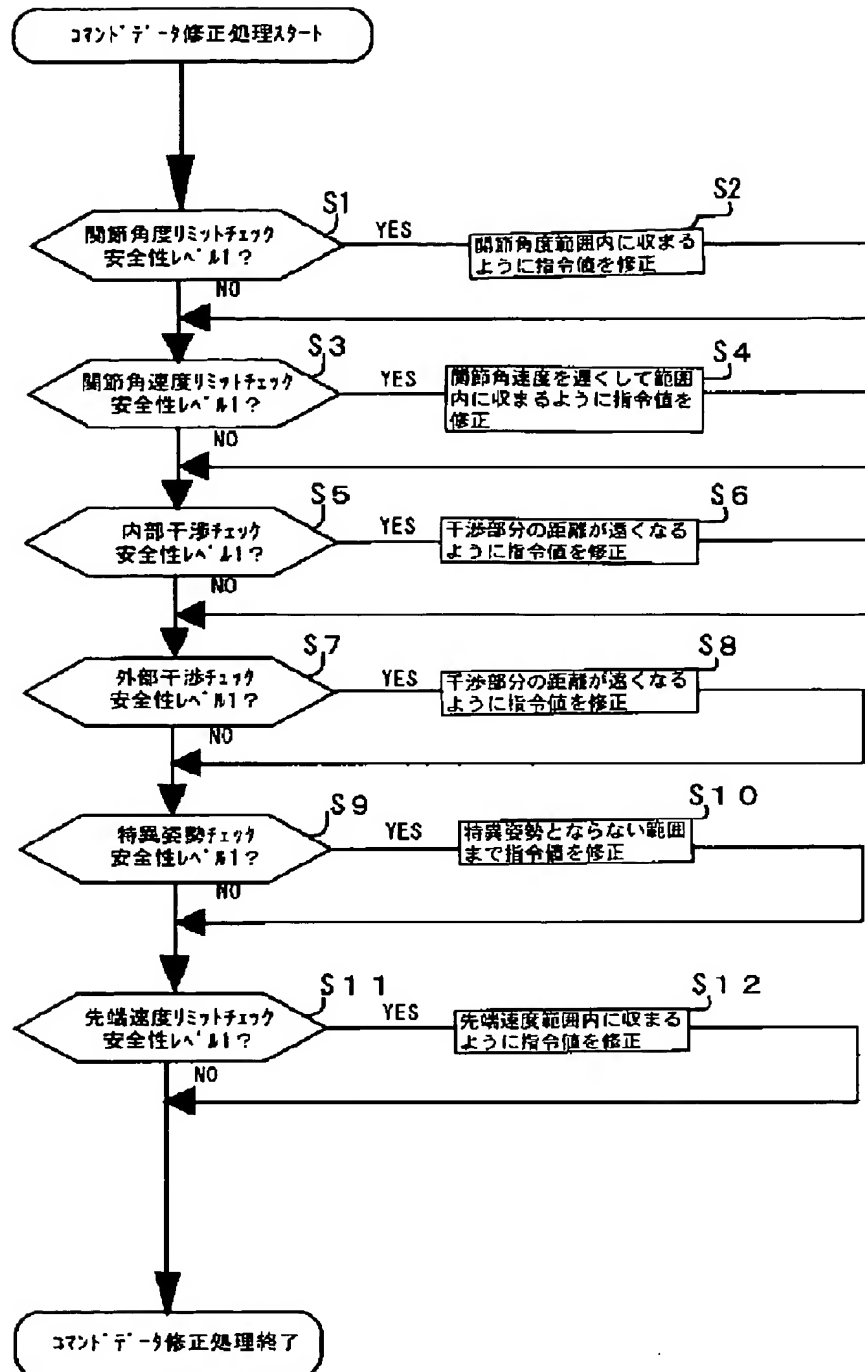 コマンドデータ修正処理スタート
S1
関節角度リミットチェック
安全性レベル1?
YES
NO
S2
関節角度範囲内に収まる
ように指令値を修正
S3
関節角速度リミットチェック
安全性レベル1?
YES
NO
S4
関節角速度を遅くして範囲
内に収まるように指令値を
修正
S5
内部干渉チェック
安全性レベル1?
YES
NO
S6
干渉部分の距離が遠くなる
ように指令値を修正
S7
外部干渉チェック
安全性レベル1?
YES
NO
S8
干渉部分の距離が遠くなる
ように指令値を修正
S9
特異姿勢チェック
安全性レベル1?
YES
NO
S10
特異姿勢とならない範囲
まで指令値を修正
S11
先端速度リミットチェック
安全性レベル1?
YES
NO
S12
先端速度範囲内に収まる
ように指令値を修正
コマンドデータ修正処理終了